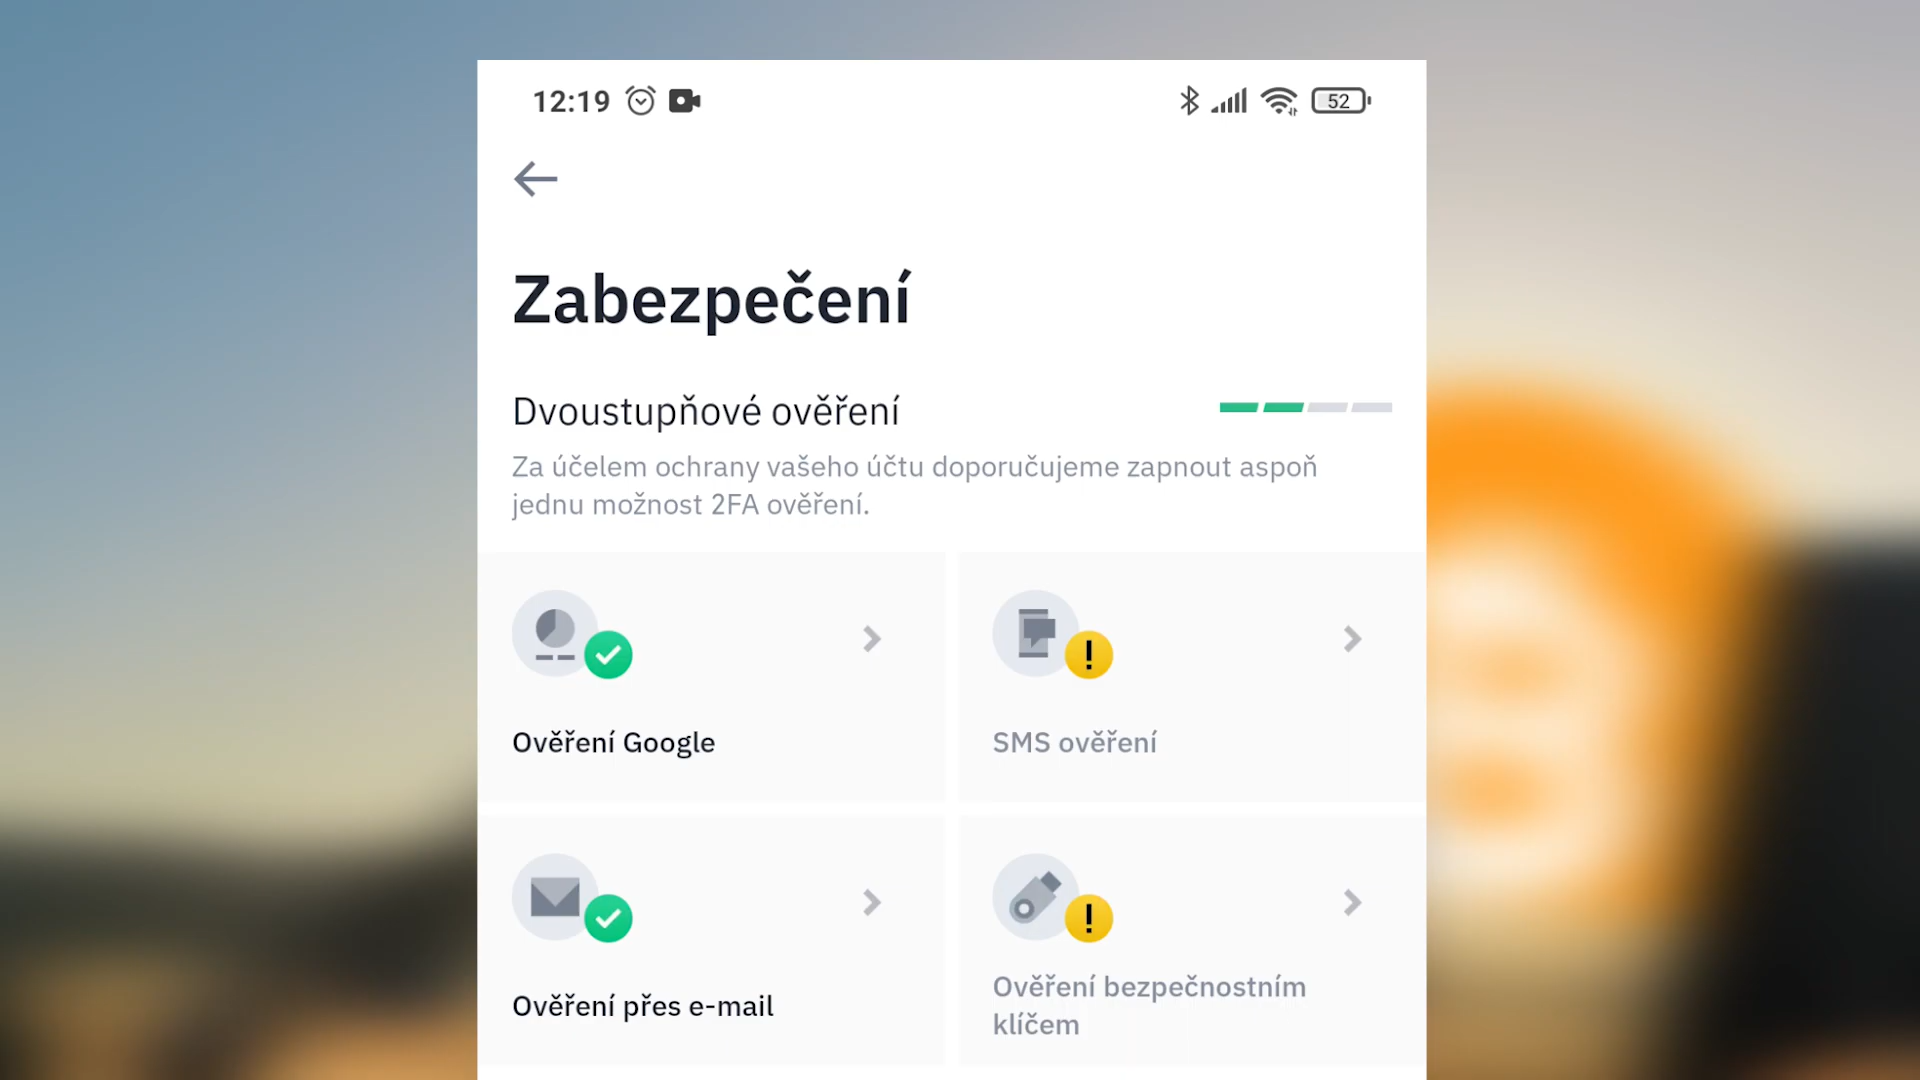 12:19
52
Zabezpečení
Dvoustupňové ověření
Za účelem ochrany vašeho účtu doporučujeme zapnout aspoň
jednu možnost 2FA ověření.
Ověření Google
SMS ověření
Ověření přes e-mail
Ověření bezpečnostním
klíčem